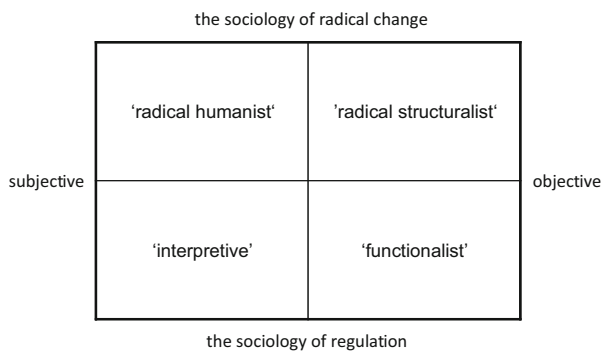 the sociology of radical change
‘radical humanist‘
’radical structuralist‘
subjective
objective
‘interpretive’
‘functionalist’
the sociology of regulation